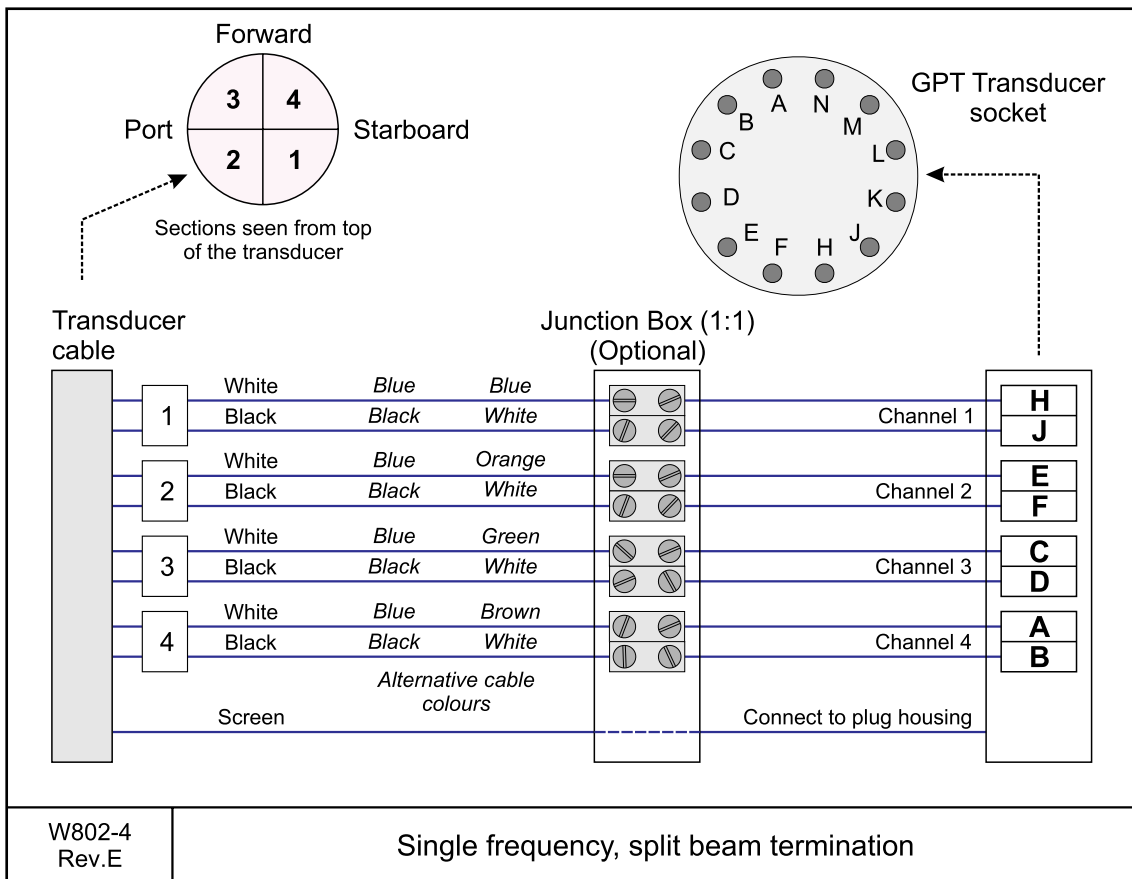 Forward
3 4
Port Starboard
2 1
Sections seen from top
of the transducer
GPT Transducer
socket
A N
B M
C L
D K
E J
F H
Transducer
cable
Junction Box (1:1)
(Optional)
White Blue Blue
1
Black Black White
Channel 1
H
J
White Blue Orange
2
Black Black White
Channel 2
E
F
White Blue Green
3
Black Black White
Channel 3
C
D
White Blue Brown
4
Black Black White
Channel 4
A
B
Alternative cable
colours
Screen
Connect to plug housing
W802-4
Rev.E
Single frequency, split beam termination